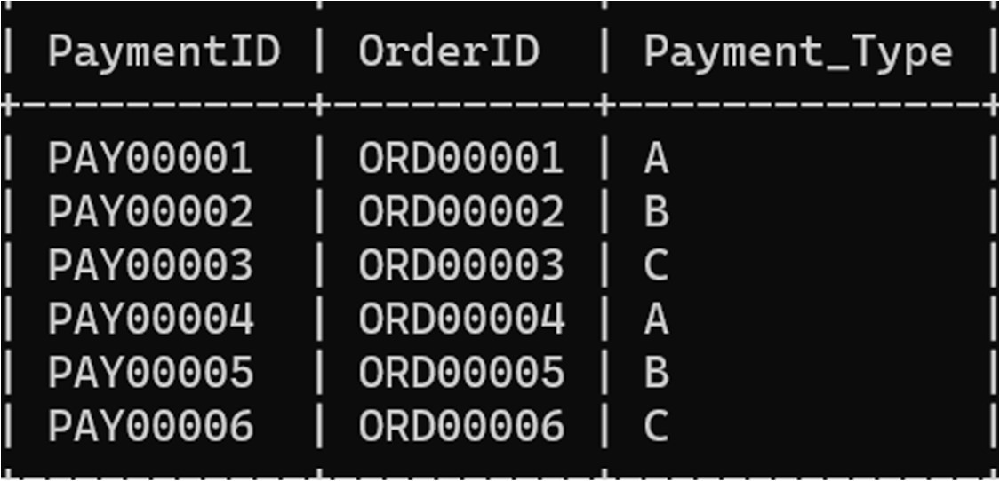 | PaymentID | OrderID | Payment_Type |
+-----------+----------+--------------+
| PAY00001 | ORD00001 | A |
| PAY00002 | ORD00002 | B |
| PAY00003 | ORD00003 | C |
| PAY00004 | ORD00004 | A |
| PAY00005 | ORD00005 | B |
| PAY00006 | ORD00006 | C |